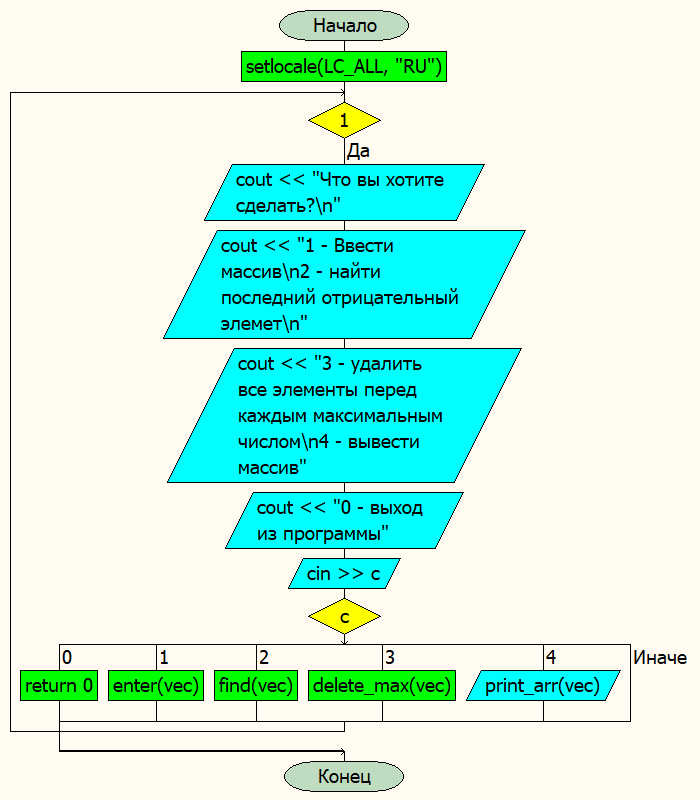 Начало
setlocale(LC_ALL, "RU")
1
Да
cout << "Что вы хотите
сделать?\n"
cout << "1 - Ввести
массив\n2 - найти
последний отрицательный
элемет\n"
cout << "3 - удалить
все элементы перед
каждым максимальным
числом\n4 - вывести
массив"
cout << "0 - выход
из программы"
cin >> c
c
0 1 2 3 4 Иначе
return 0 enter(vec) find(vec) delete_max(vec) print_arr(vec)
Конец